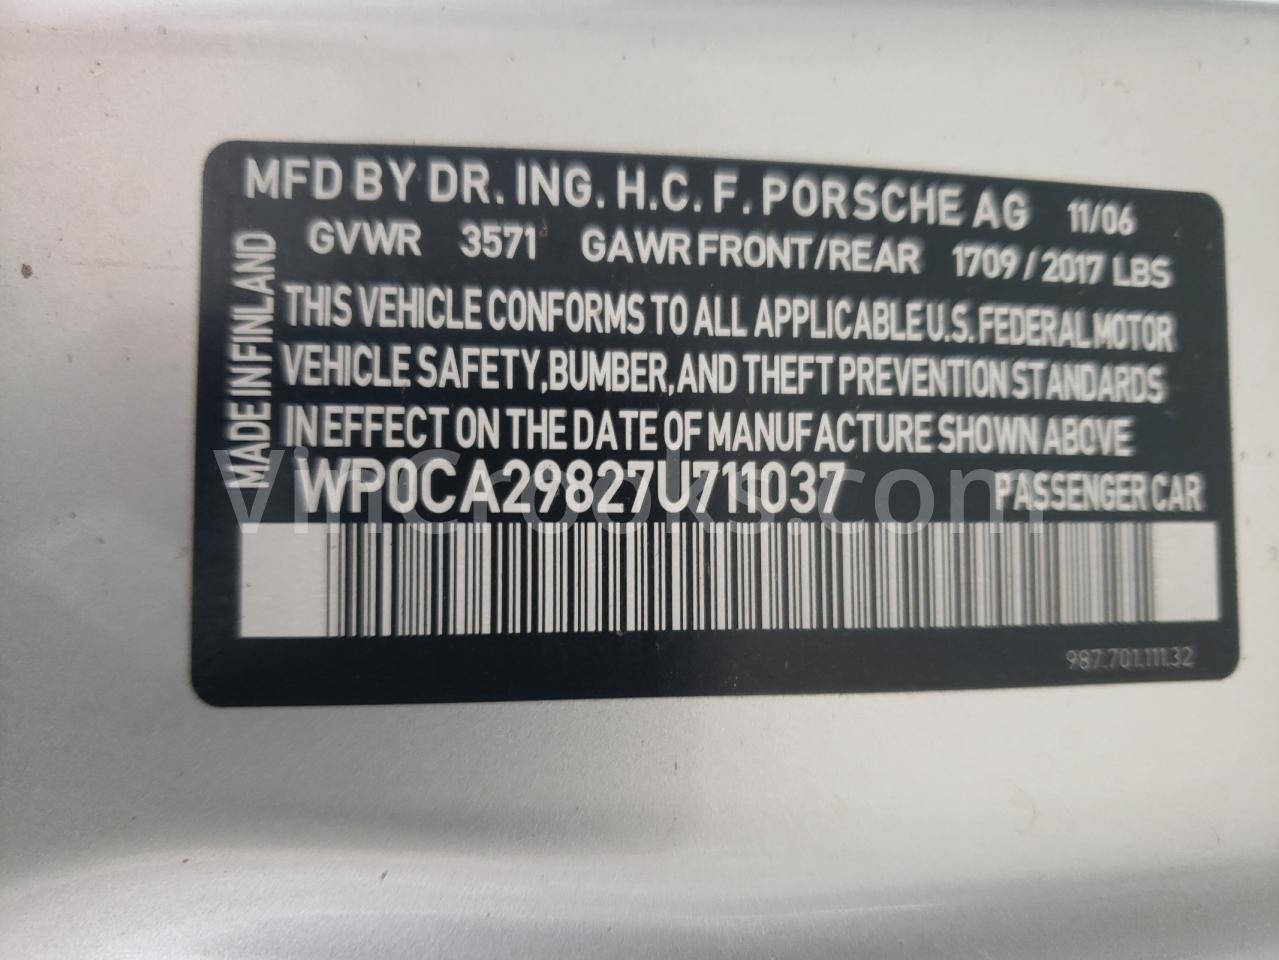 MFD BY DR. ING. H.C. F. PORSCHE AG 11/06
GVWR 3571 GAWR FRONT/REAR 1709 / 2017 LBS
THIS VEHICLE CONFORMS TO ALL APPLICABLE U.S. FEDERAL MOTOR
VEHICLE SAFETY, BUMBER, AND THEFT PREVENTION STANDARDS
IN EFFECT ON THE DATE OF MANUFACTURE SHOWN ABOVE
WP0CA29827U711037 PASSENGER CAR
MADE IN FINLAND
987.701.111.32
VinCrooks.com